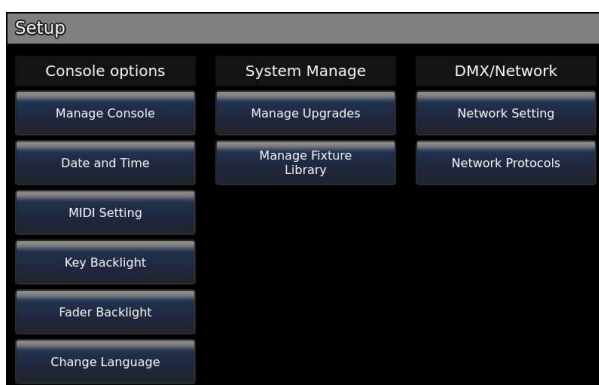 Setup
Console options
Manage Console
Date and Time
MIDI Setting
Key Backlight
Fader Backlight
Change Language
System Manage
Manage Upgrades
Manage Fixture
Library
DMX/Network
Network Setting
Network Protocols